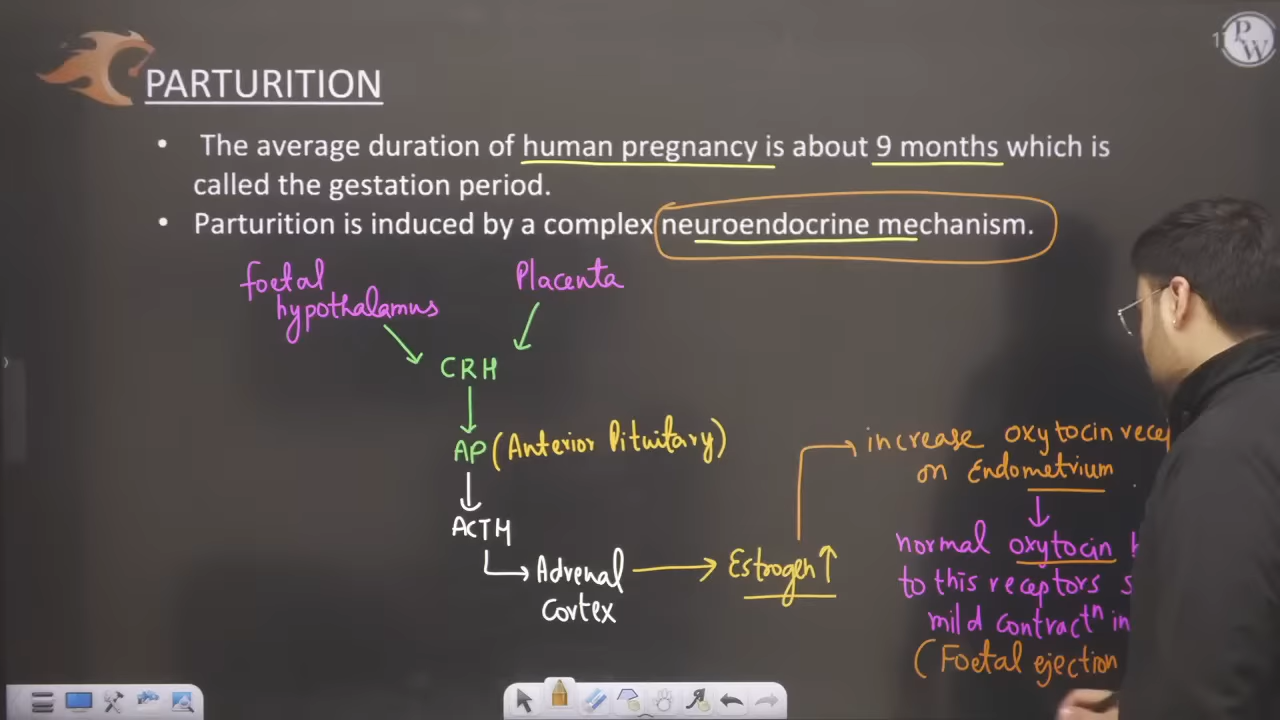 PARTURITION
The average duration of human pregnancy is about 9 months which is
called the gestation period.
Parturition is induced by a complex neuroendocrine mechanism.
foetal
hypothalamus
Placenta
CRH
AP (Anterior Pituitary)
ACTH
Adrenal
cortex
Estrogen↑
increase oxytocin
on Endometrium
normal oxytocin
to this receptors
mild contractⁿ in
(Foetal ejection
PW